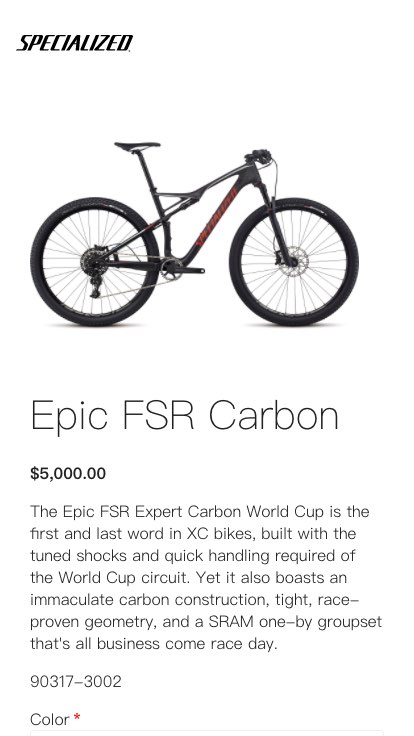 SPECIALIZED
SPECIALIZED
Epic FSR Carbon
$5,000.00
The Epic FSR Expert Carbon World Cup is the
first and last word in XC bikes, built with the
tuned shocks and quick handling required of
the World Cup circuit. Yet it also boasts an
immaculate carbon construction, tight, race-
proven geometry, and a SRAM one-by groupset
that's all business come race day.
90317-3002
Color *